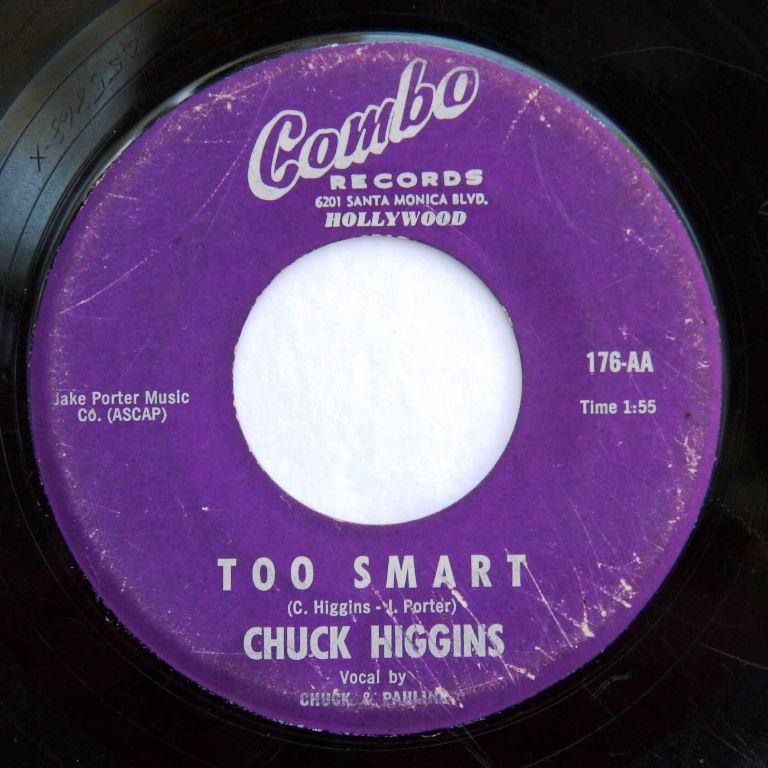 Combo
RECORDS
6201 SANTA MONICA BLVD.
HOLLYWOOD
176-AA
Time 1:55
Jake Porter Music
Co. (ASCAP)
TOO SMART
(C. Higgins - J. Porter)
CHUCK HIGGINS
Vocal by
CHUCK & PAULINE